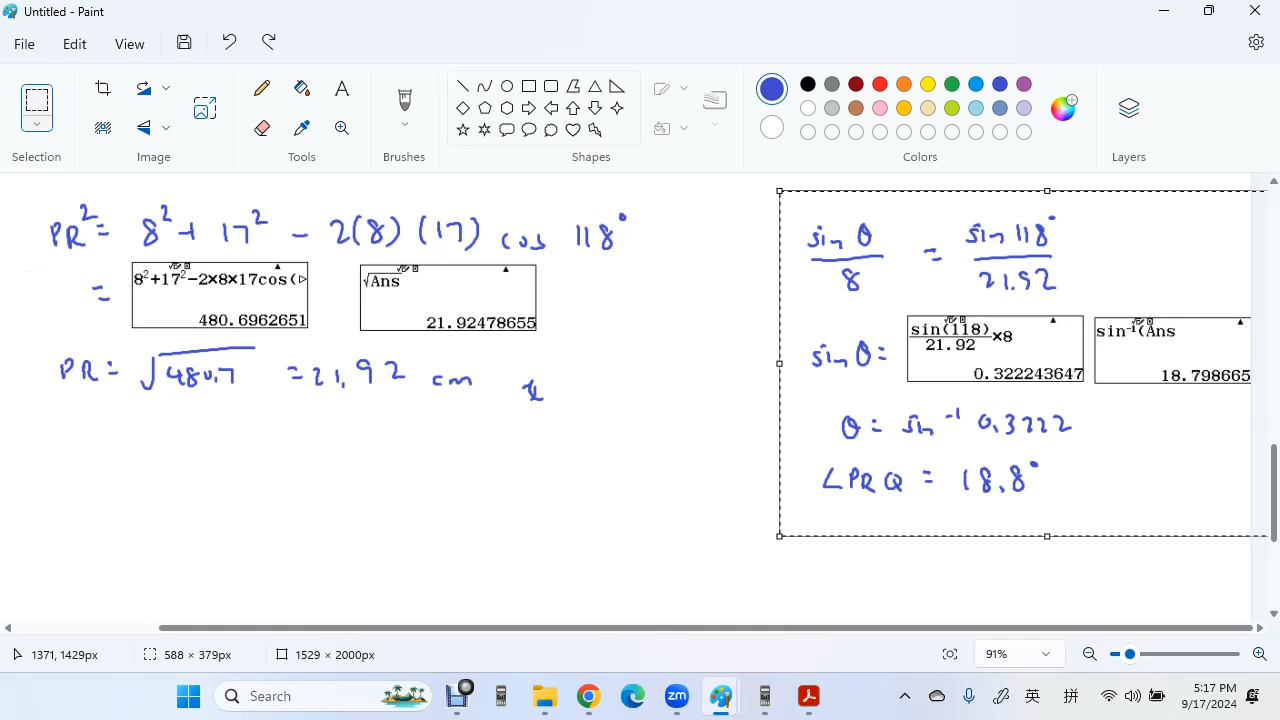 Untitled - Paint
File Edit View
Selection Image Tools Brushes Shapes Colors Layers
PR² = 8² + 17² - 2(8)(17) cos 118°
= 8²+17²-2×8×17cos(
480.6962651
√Ans
21.92478655
PR = √480.7 = 21.92 cm
sin θ / 8 = sin 118° / 21.92
sin θ = sin(118) / 21.92 ×8
0.322243647
sin⁻¹(Ans
18.798665
θ = sin⁻¹ 0.3222
∠PRQ = 18.8°
1371, 1429px 588 × 379px 1529 × 2000px 91%
Search zm 英 拼 5:17 PM
9/17/2024